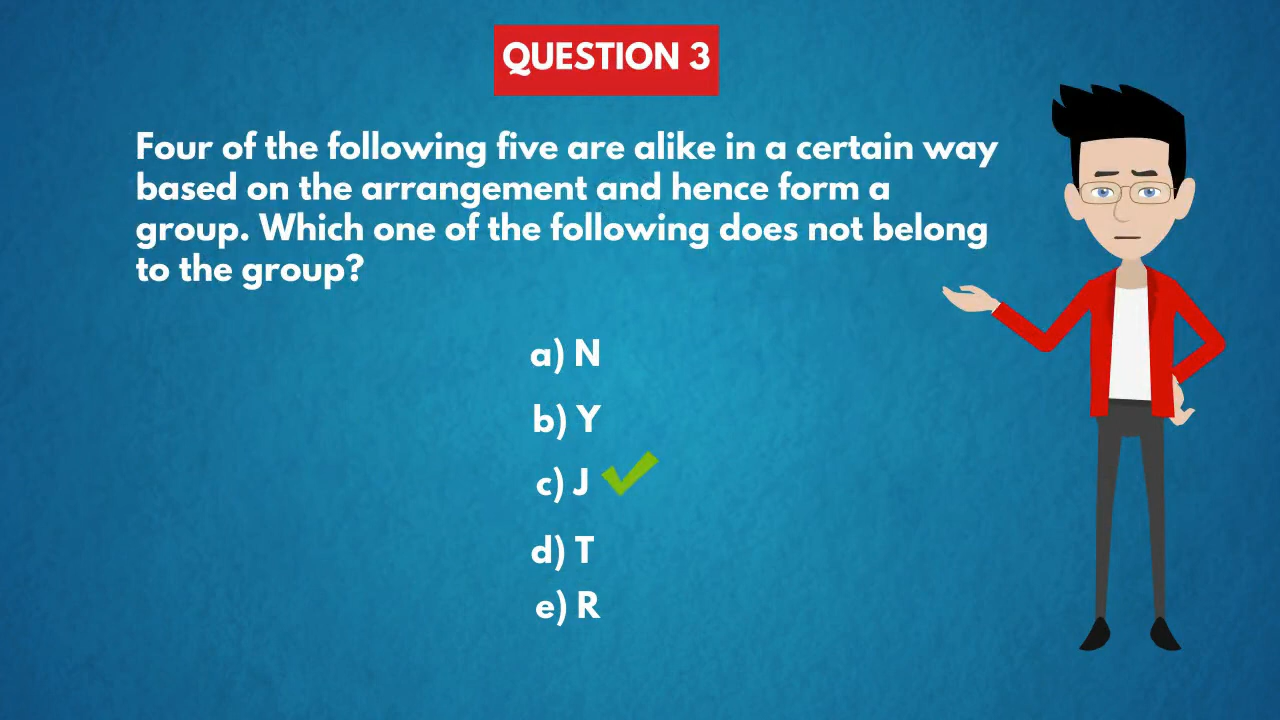 QUESTION 3
Four of the following five are alike in a certain way
based on the arrangement and hence form a
group. Which one of the following does not belong
to the group?
a) N
b) Y
c) J
d) T
e) R